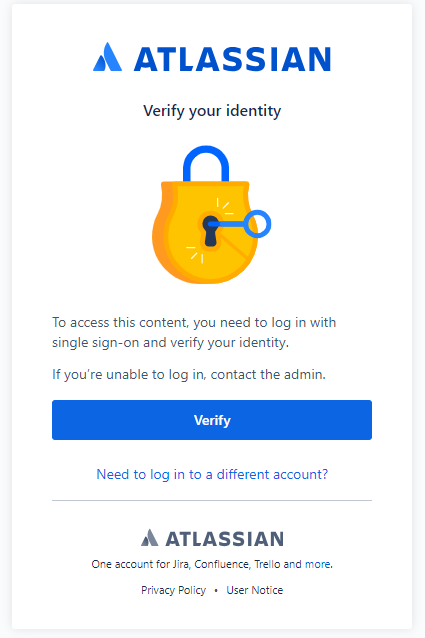 ATLASSIAN
Verify your identity
To access this content, you need to log in with
single sign-on and verify your identity.
If you’re unable to log in, contact the admin.
Verify
Need to log in to a different account?
ATLASSIAN
One account for Jira, Confluence, Trello and more.
Privacy Policy • User Notice